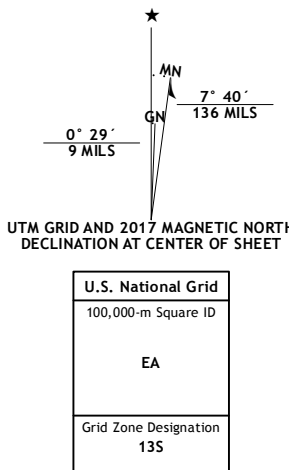 MN
GN
7° 40´
136 MILS
0° 29´
9 MILS
UTM GRID AND 2017 MAGNETIC NORTH
DECLINATION AT CENTER OF SHEET
U.S. National Grid
100,000-m Square ID
EA
Grid Zone Designation
13S